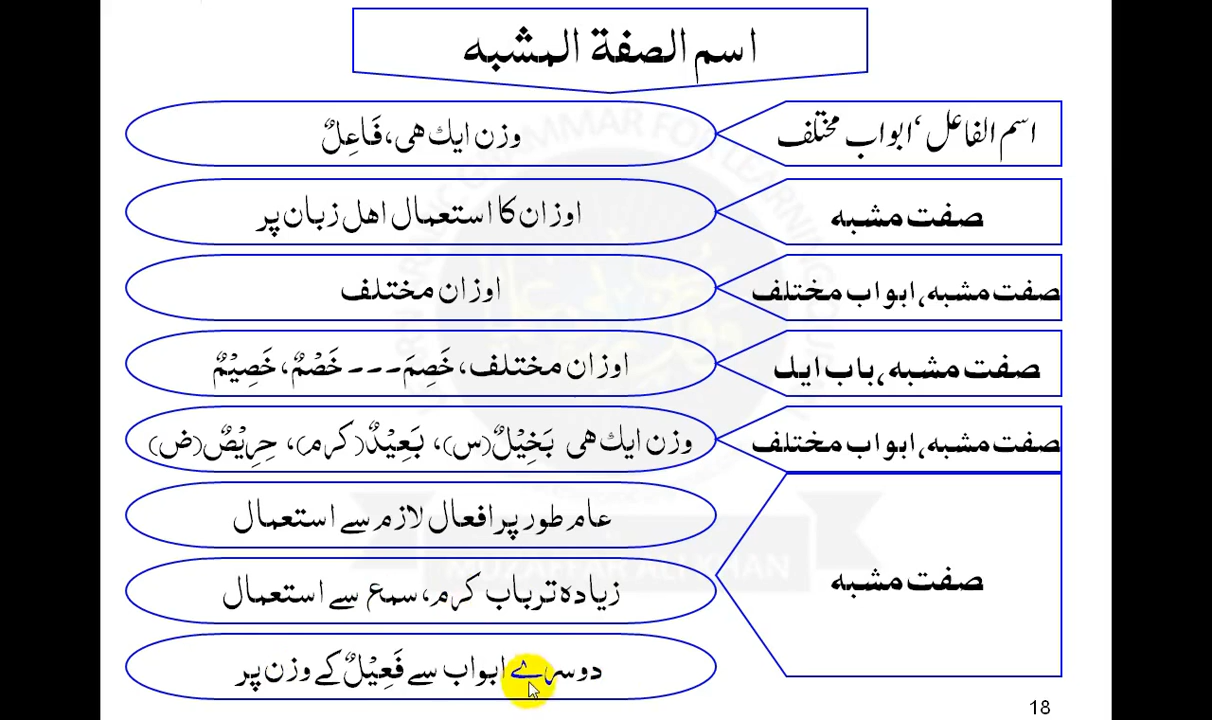 اسم الصفة المشبه
اسم الفاعل، ابواب مختلف
وزن ایک ھی، فَاعِلٌ
صفت مشبه
اوزان کا استعمال اھل زبان پر
صفت مشبه، ابواب مختلف
اوزان مختلف
صفت مشبه، باب ایک
اوزان مختلف، خَصِمَ --- خَصْمٌ، خَصِیْمٌ
صفت مشبه، ابواب مختلف
وزن ایک ھی بَخِیْلٌ(س)، بَعِیْدٌ(کرم)، حِرِیْصٌ(ض)
صفت مشبه
عام طور پر افعال لازم سے استعمال
زیادہ تر باب کرم، سمع سے استعمال
دوسرے ابواب سے فَعِیْلٌ کے وزن پر
MUZAFFAR ALI KHAN
18